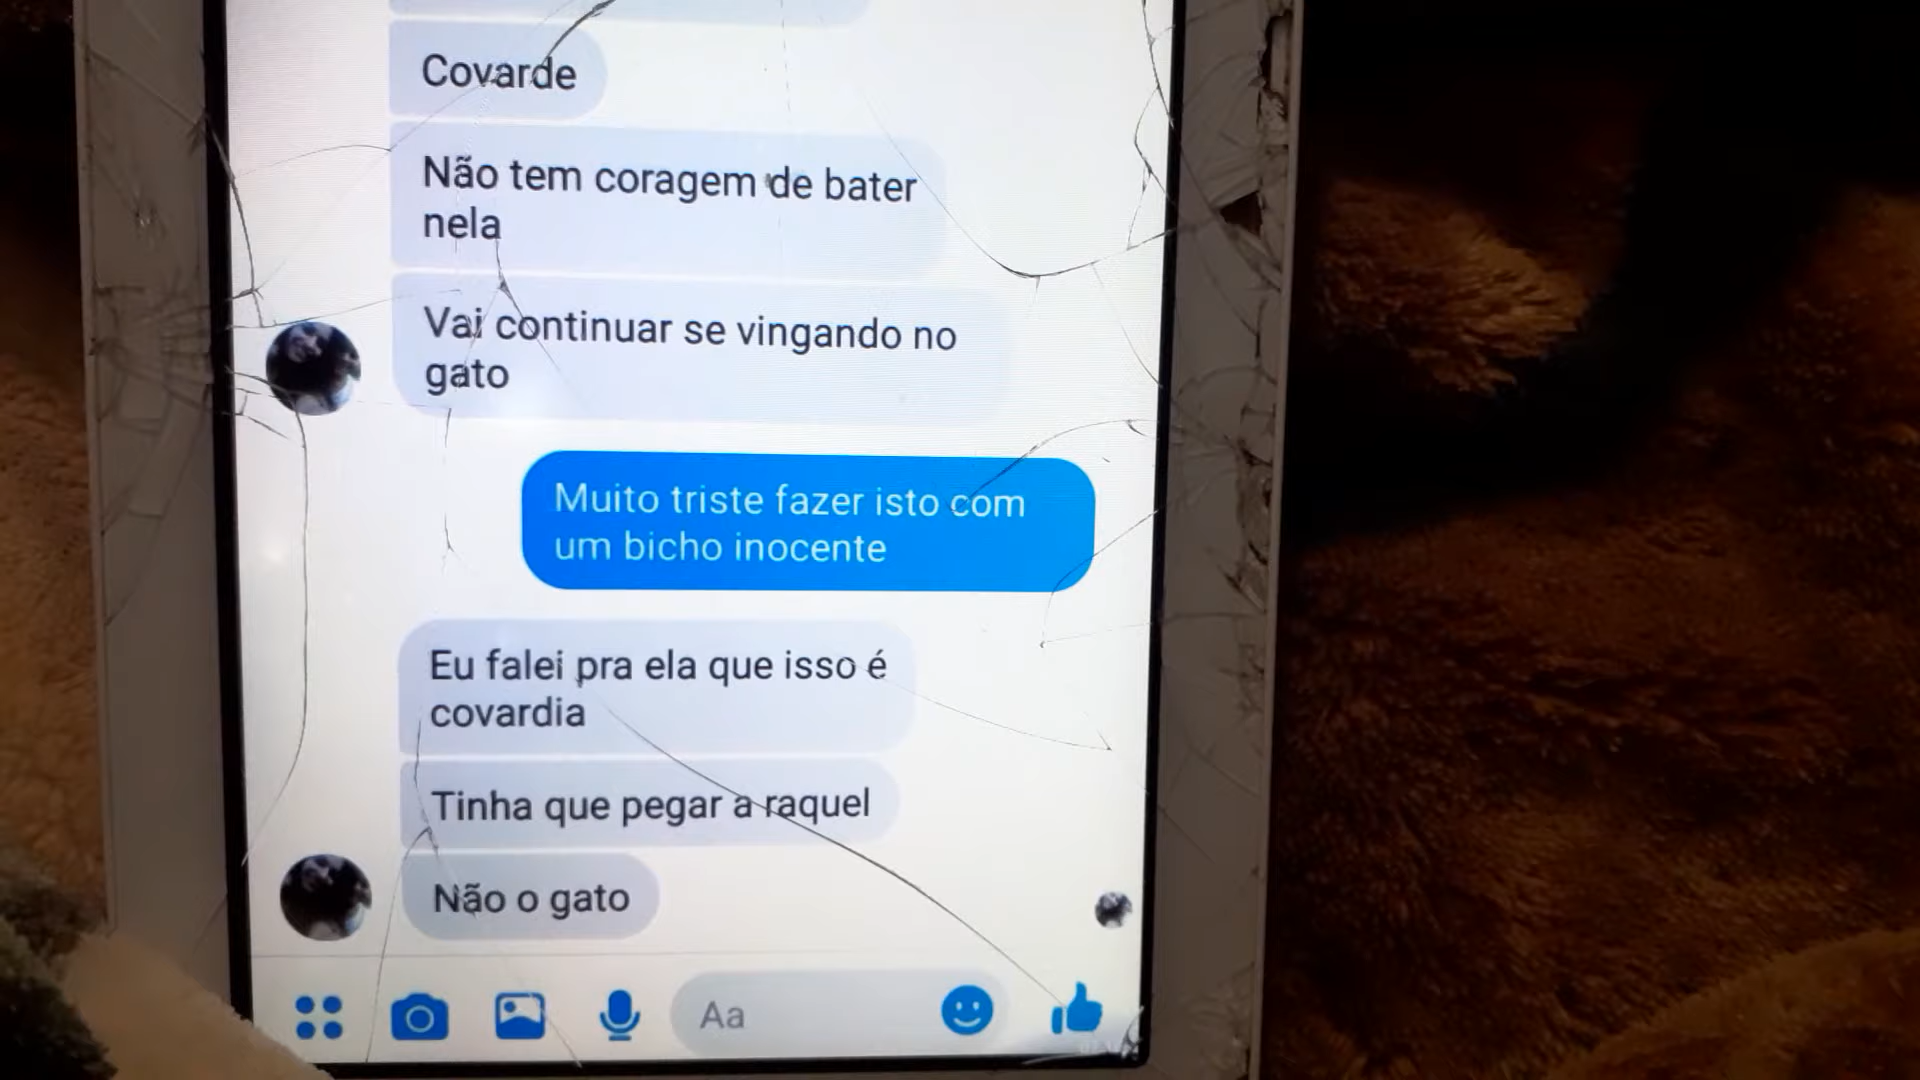 Covarde
Não tem coragem de bater
nela
Vai continuar se vingando no
gato
Muito triste fazer isto com
um bicho inocente
Eu falei pra ela que isso é
covardia
Tinha que pegar a raquel
Não o gato
Aa